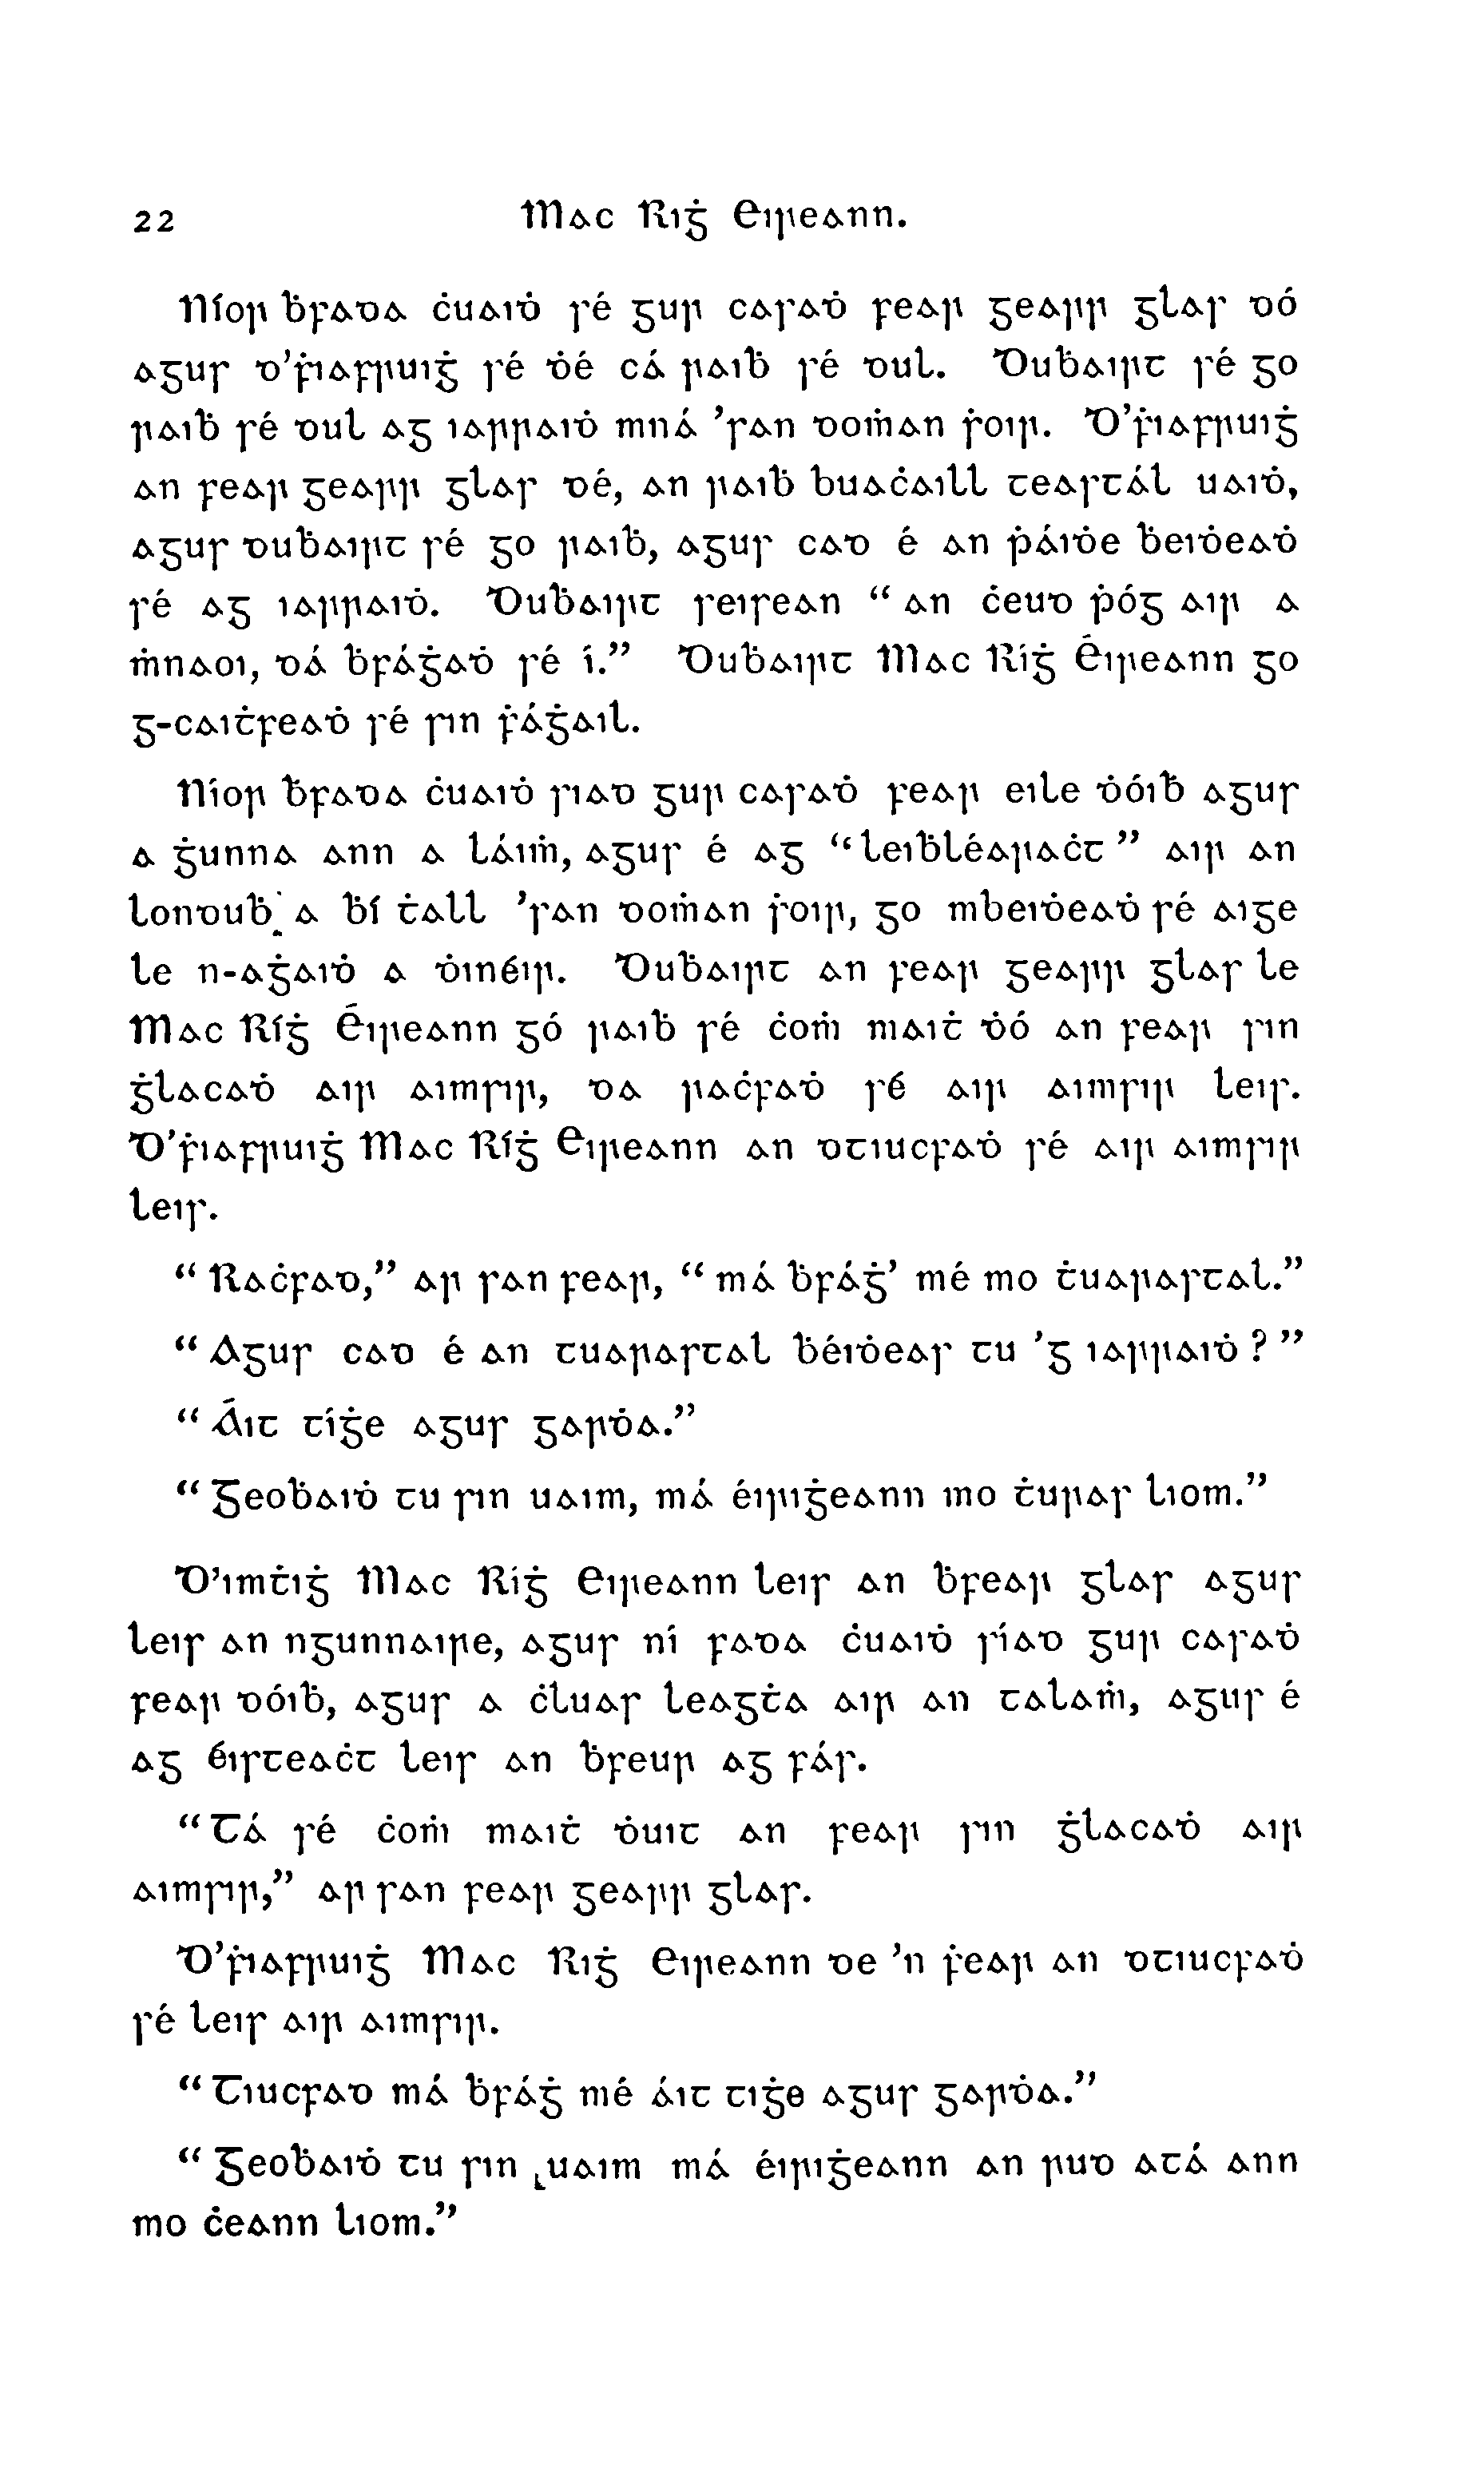 22 Mac Riġ Eireann.
Níor ḃfada ċuaiḋ sé gur casaḋ fear gearr glas dó
agus d'ḟiafruiġ sé ḋé cá raiḃ sé dul. Duḃairt sé go
raiḃ sé dul ag iarraiḋ mná 'san doṁan ṡoir. D'ḟiafruiġ
an fear gearr glas dé, an raiḃ buaċaill teastál uaiḋ,
agus duḃairt sé go raiḃ, agus cad é an ṗáiḋe ḃeiḋeaḋ
sé ag iarraiḋ. Duḃairt seisean “an ċeud ṗóg air a
ṁnaoi, dá ḃfáġaḋ sé í.” Duḃairt Mac Ríġ Éireann go
g-caiṫfeaḋ sé sin ḟáġail.
Níor ḃfada ċuaiḋ siad gur casaḋ fear eile ḋóiḃ agus
a ġunna ann a láiṁ, agus é ag “leiḃléaraċt” air an
londuḃ a ḃí ṫall 'san doṁan ṡoir, go mbeiḋeaḋ sé aige
le n-aġaiḋ a ḋinéir. Duḃairt an fear gearr glas le
Mac Ríġ Éireann gó raiḃ sé ċoṁ maiṫ ḋó an fear sin
ġlacaḋ air aimsir, da raċfaḋ sé air aimsir leis.
D'ḟiafruiġ Mac Ríġ Eireann an dtiucfaḋ sé air aimsir
leis.
“Raċfad,” ar san fear, “má ḃfáġ' mé mo ṫuarastal.”
“Agus cad é an tuarastal ḃéiḋeas tu 'g iarraiḋ?”
“Áit tíġe agus garḋa.”
“Geoḃaiḋ tu sin uaim, má éiriġeann mo ṫuras liom.”
D'imṫiġ Mac Ríġ Eireann leis an ḃfear glas agus
leis an ngunnaire, agus ní fada ċuaiḋ síad gur casaḋ
fear dóiḃ, agus a ċluas leagṫa air an talaṁ, agus é
ag éisteaċt leis an ḃfeur ag fás.
“Tá sé ċoṁ maiṫ ḋuit an fear sin ġlacaḋ air
aimsir,” ar san fear gearr glas.
D'ḟiafruiġ Mac Riġ Eireann de 'n ḟear an dtiucfaḋ
sé leis air aimsir.
“Tiucfad má ḃfáġ mé áit tiġe agus garḋa.”
“Geoḃaiḋ tu sin uaim má éiriġeann an rud atá ann
mo ċeann liom.”